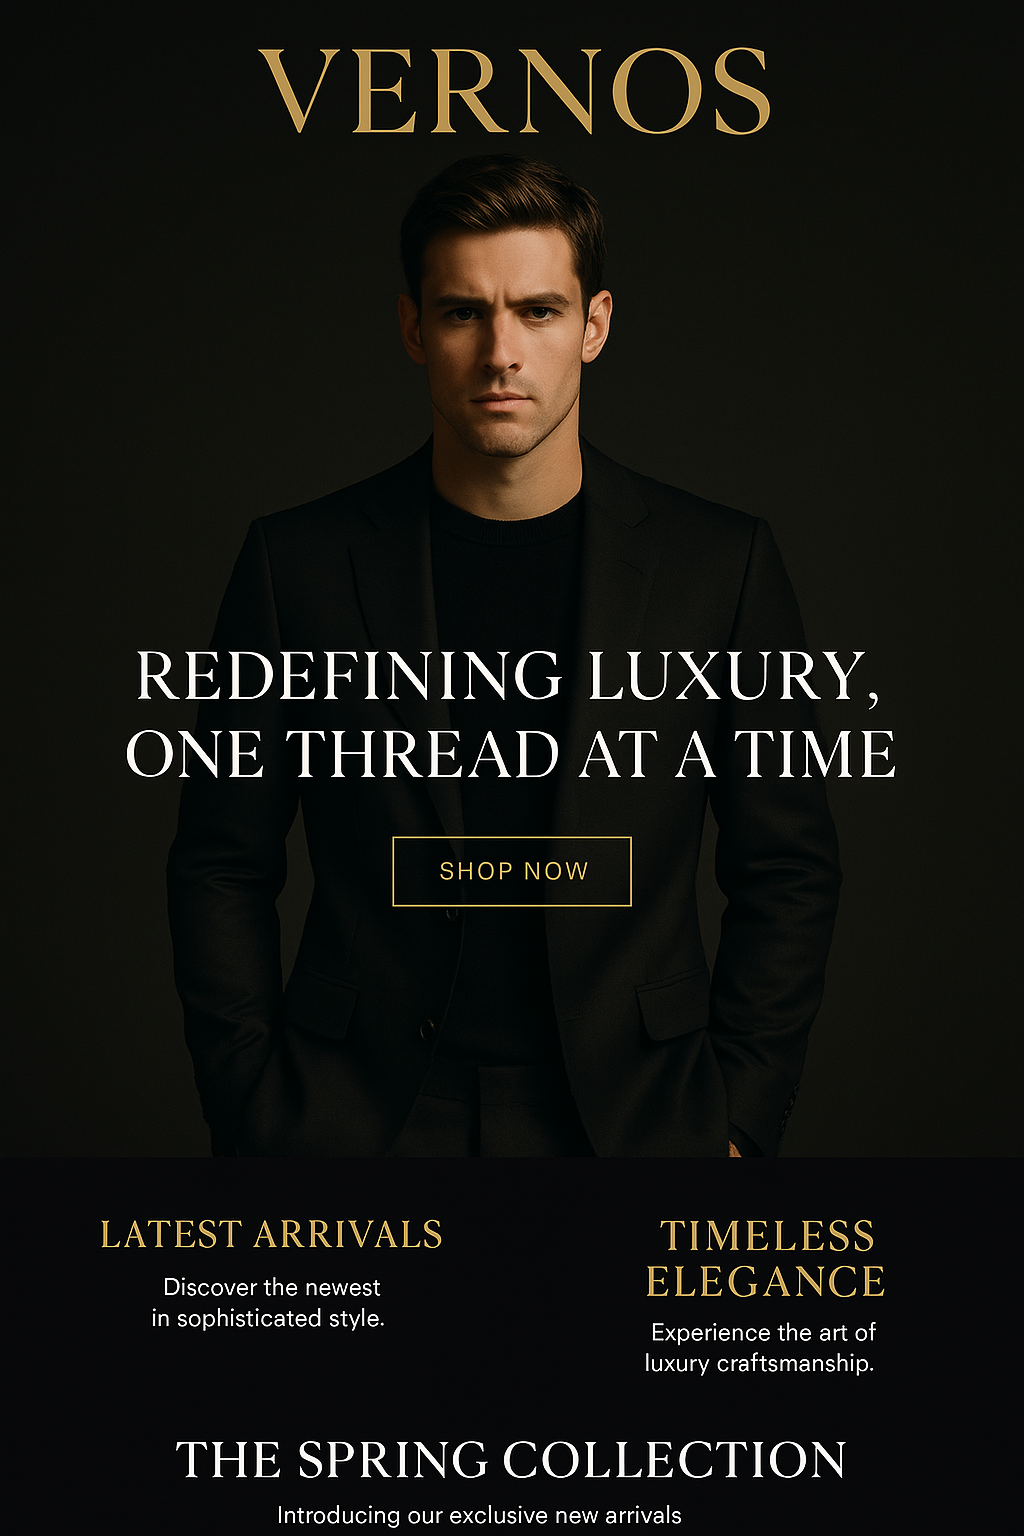 VERNOS
REDEFINING LUXURY,
ONE THREAD AT A TIME
SHOP NOW
LATEST ARRIVALS
Discover the newest
in sophisticated style.
TIMELESS
ELEGANCE
Experience the art of
luxury craftsmanship.
THE SPRING COLLECTION
Introducing our exclusive new arrivals